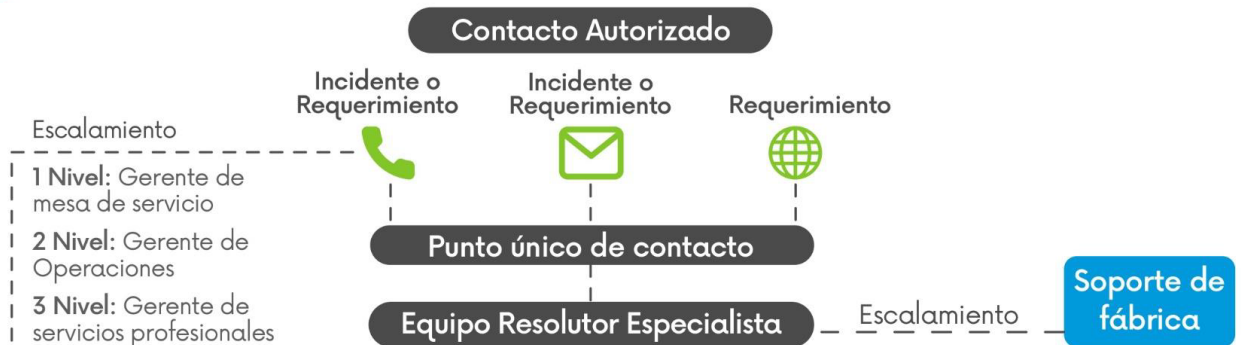 Contacto Autorizado
Incidente o
Requerimiento
Incidente o
Requerimiento
Requerimiento
Escalamiento
1 Nivel: Gerente de
mesa de servicio
2 Nivel: Gerente de
Operaciones
3 Nivel: Gerente de
servicios profesionales
Punto único de contacto
Equipo Resolutor Especialista
Escalamiento
Soporte de
fábrica